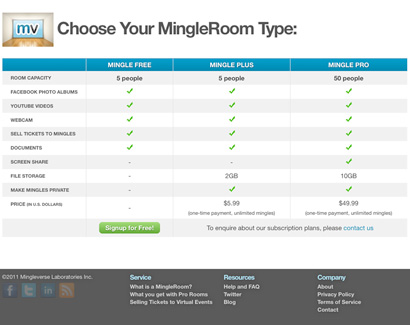 mv Choose Your MingleRoom Type:
MINGLE FREE MINGLE PLUS MINGLE PRO
ROOM CAPACITY 5 people 5 people 50 people
FACEBOOK PHOTO ALBUMS
YOUTUBE VIDEOS
WEBCAM
SELL TICKETS TO MINGLES
DOCUMENTS
SCREEN SHARE - -
FILE STORAGE - 2GB 10GB
MAKE MINGLES PRIVATE -
PRICE (IN U.S. DOLLARS) - $5.99 $49.99
(one-time payment, unlimited mingles) (one-time payment, unlimited mingles)
Signup for Free! To enquire about our subscription plans, please contact us
©2011 Mingleverse Laboratories Inc. Service Resources Company
What is a MingleRoom? Help and FAQ About
What you get with Pro Rooms Twitter Privacy Policy
Selling Tickets to Virtual Events Blog Terms of Service
Contact